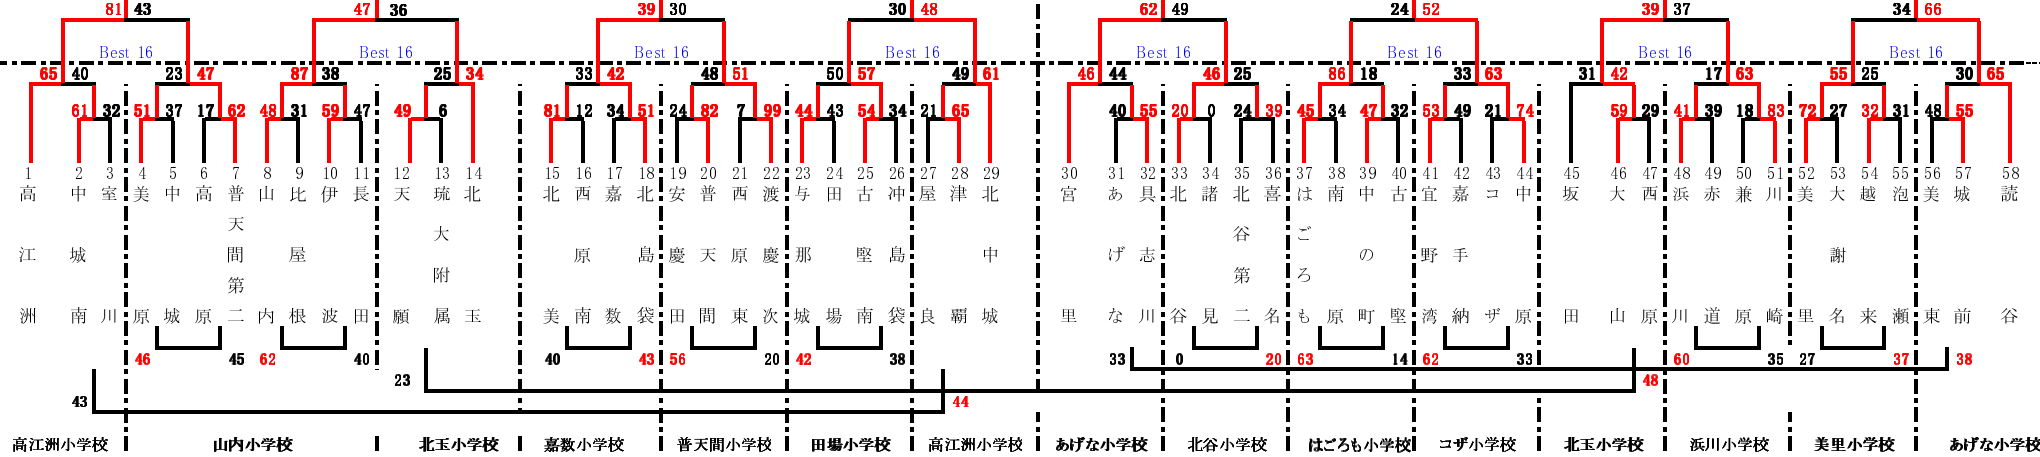 81 43 47 36 39 30 30 48 62 49 24 52 39 37 34 66
Best 16 Best 16 Best 16 Best 16 Best 16 Best 16 Best 16 Best 16
65 40 23 47 87 38 25 34 33 42 48 51 50 57 49 61 46 44 46 25 86 18 33 63 31 42 17 63 55 25 30 65
61 32 51 37 17 62 48 31 59 47 49 6 81 12 34 51 24 82 7 99 44 43 54 34 21 65 40 55 20 0 24 39 45 34 47 32 53 49 21 74 59 29 41 39 18 83 72 27 32 31 48 55
1 2 3 4 5 6 7 8 9 10 11 12 13 14 15 16 17 18 19 20 21 22 23 24 25 26 27 28 29 30 31 32 33 34 35 36 37 38 39 40 41 42 43 44 45 46 47 48 49 50 51 52 53 54 55 56 57 58
高江洲
中城南
室川
美原
中城
高原
普天間第二
山内
比屋根
伊波
長田
天願
琉大附属
北玉
北美
西原南
嘉数
北島袋
安慶田
普天間
西原東
渡慶次
与那城
田場
古堅南
冲島袋
屋良
津覇
北中城
宮里
あげな
具志川
北谷
諸見
北谷第二
喜名
はごろも
南原
中の町
古堅
宜野湾
嘉手納
コザ
中原
坂田
大山
西原
浜川
赤道
兼原
川崎
美里
大謝名
越来
泡瀬
美東
城前
読谷
46 45 62 40 40 43 56 20 42 38 33 0 20 63 14 62 33 60 35 27 37 38
23 48
43 44
高江洲小学校 山内小学校 北玉小学校 嘉数小学校 普天間小学校 田場小学校 高江洲小学校 あげな小学校 北谷小学校 はごろも小学校 コザ小学校 北玉小学校 浜川小学校 美里小学校 あげな小学校